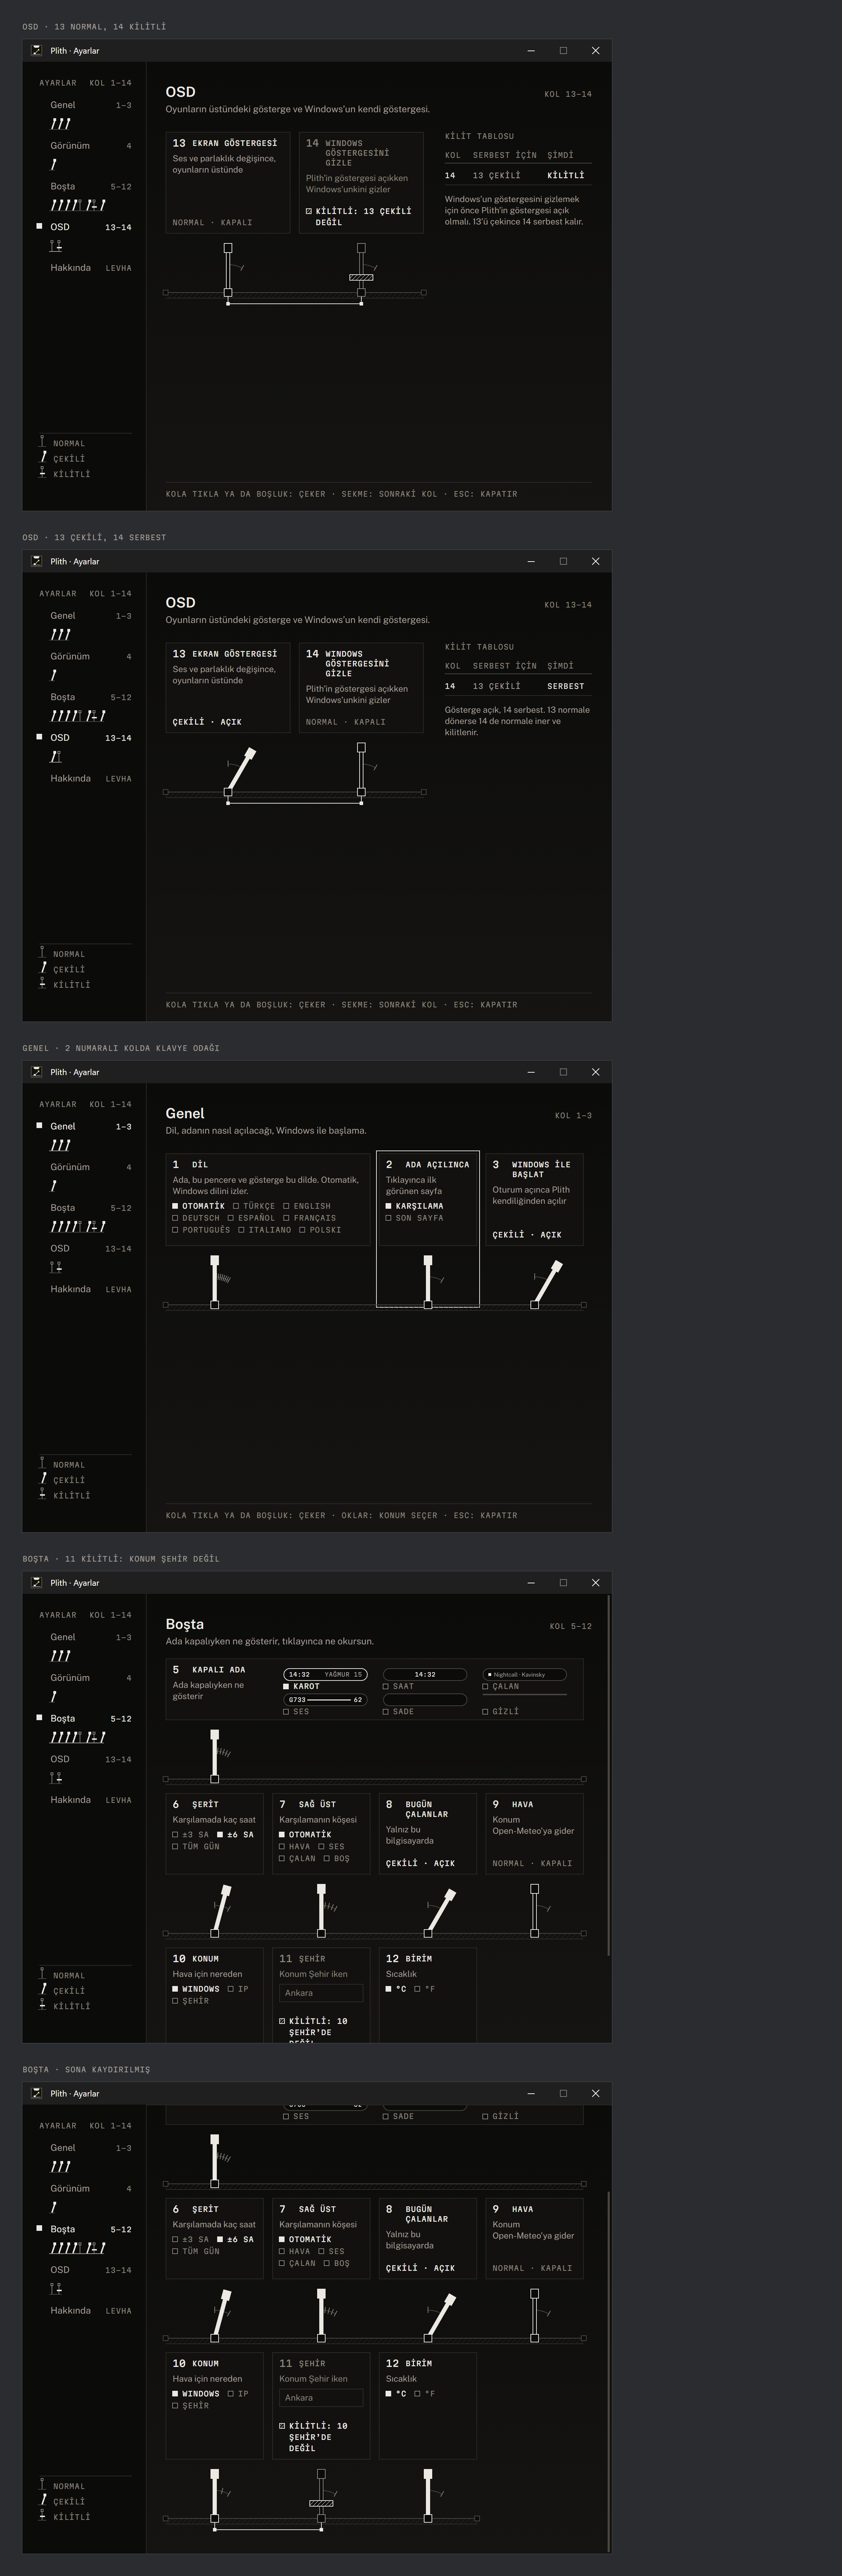 OSD · 13 NORMAL, 14 KİLİTLİ
Plith · Ayarlar
AYARLAR KOL 1–14
Genel 1–3
Görünüm 4
Boşta 5–12
OSD 13–14
Hakkında LEVHA
NORMAL
ÇEKİLİ
KİLİTLİ
OSD KOL 13–14
Oyunların üstündeki gösterge ve Windows'un kendi göstergesi.
13 EKRAN GÖSTERGESİ
Ses ve parlaklık değişince,
oyunların üstünde
NORMAL · KAPALI
14 WINDOWS
GÖSTERGESİNİ
GİZLE
Plith'in göstergesi açıkken
Windows'unkini gizler
KİLİTLİ: 13 ÇEKİLİ
DEĞİL
KİLİT TABLOSU
KOL SERBEST İÇİN ŞİMDİ
14 13 ÇEKİLİ KİLİTLİ
Windows'un göstergesini gizlemek
için önce Plith'in göstergesi açık
olmalı. 13'ü çekince 14 serbest kalır.
KOLA TIKLA YA DA BOŞLUK: ÇEKER · SEKME: SONRAKİ KOL · ESC: KAPATIR
OSD · 13 ÇEKİLİ, 14 SERBEST
Plith · Ayarlar
AYARLAR KOL 1–14
Genel 1–3
Görünüm 4
Boşta 5–12
OSD 13–14
Hakkında LEVHA
NORMAL
ÇEKİLİ
KİLİTLİ
OSD KOL 13–14
Oyunların üstündeki gösterge ve Windows'un kendi göstergesi.
13 EKRAN GÖSTERGESİ
Ses ve parlaklık değişince,
oyunların üstünde
ÇEKİLİ · AÇIK
14 WINDOWS
GÖSTERGESİNİ
GİZLE
Plith'in göstergesi açıkken
Windows'unkini gizler
NORMAL · KAPALI
KİLİT TABLOSU
KOL SERBEST İÇİN ŞİMDİ
14 13 ÇEKİLİ SERBEST
Gösterge açık, 14 serbest. 13 normale
dönerse 14 de normale iner ve
kilitlenir.
KOLA TIKLA YA DA BOŞLUK: ÇEKER · SEKME: SONRAKİ KOL · ESC: KAPATIR
GENEL · 2 NUMARALI KOLDA KLAVYE ODAĞI
Plith · Ayarlar
AYARLAR KOL 1–14
Genel 1–3
Görünüm 4
Boşta 5–12
OSD 13–14
Hakkında LEVHA
NORMAL
ÇEKİLİ
KİLİTLİ
Genel KOL 1–3
Dil, adanın nasıl açılacağı, Windows ile başlama.
1 DİL
Ada, bu pencere ve gösterge bu dilde. Otomatik,
Windows dilini izler.
OTOMATİK TÜRKÇE ENGLISH
DEUTSCH ESPAÑOL FRANÇAIS
PORTUGUÊS ITALIANO POLSKI
2 ADA AÇILINCA
Tıklayınca ilk
görünen sayfa
KARŞILAMA
SON SAYFA
3 WINDOWS İLE
BAŞLAT
Oturum açınca Plith
kendiliğinden açılır
ÇEKİLİ · AÇIK
KOLA TIKLA YA DA BOŞLUK: ÇEKER · OKLAR: KONUM SEÇER · ESC: KAPATIR
BOŞTA · 11 KİLİTLİ: KONUM ŞEHİR DEĞİL
Plith · Ayarlar
AYARLAR KOL 1–14
Genel 1–3
Görünüm 4
Boşta 5–12
OSD 13–14
Hakkında LEVHA
NORMAL
ÇEKİLİ
KİLİTLİ
Boşta KOL 5–12
Ada kapalıyken ne gösterir, tıklayınca ne okursun.
5 KAPALI ADA
Ada kapalıyken ne
gösterir
14:32 YAĞMUR 15
14:32
Nightcall · Kavinsky
KAROT SAAT ÇALAN
G733 62
SES SADE GİZLİ
6 ŞERİT
Karşılamada kaç saat
±3 SA ±6 SA
TÜM GÜN
7 SAĞ ÜST
Karşılamanın köşesi
OTOMATİK
HAVA SES
ÇALAN BOŞ
8 BUGÜN
ÇALANLAR
Yalnız bu
bilgisayarda
ÇEKİLİ · AÇIK
9 HAVA
Konum
Open-Meteo'ya gider
NORMAL · KAPALI
10 KONUM
Hava için nereden
WINDOWS IP
ŞEHİR
11 ŞEHİR
Konum Şehir iken
Ankara
KİLİTLİ: 10
ŞEHİR'DE
DEĞİL
12 BİRİM
Sıcaklık
°C °F
BOŞTA · SONA KAYDIRILMIŞ
Plith · Ayarlar
AYARLAR KOL 1–14
Genel 1–3
Görünüm 4
Boşta 5–12
OSD 13–14
Hakkında LEVHA
NORMAL
ÇEKİLİ
KİLİTLİ
G733 62
SES SADE GİZLİ
6 ŞERİT
Karşılamada kaç saat
±3 SA ±6 SA
TÜM GÜN
7 SAĞ ÜST
Karşılamanın köşesi
OTOMATİK
HAVA SES
ÇALAN BOŞ
8 BUGÜN
ÇALANLAR
Yalnız bu
bilgisayarda
ÇEKİLİ · AÇIK
9 HAVA
Konum
Open-Meteo'ya gider
NORMAL · KAPALI
10 KONUM
Hava için nereden
WINDOWS IP
ŞEHİR
11 ŞEHİR
Konum Şehir iken
Ankara
KİLİTLİ: 10
ŞEHİR'DE
DEĞİL
12 BİRİM
Sıcaklık
°C °F